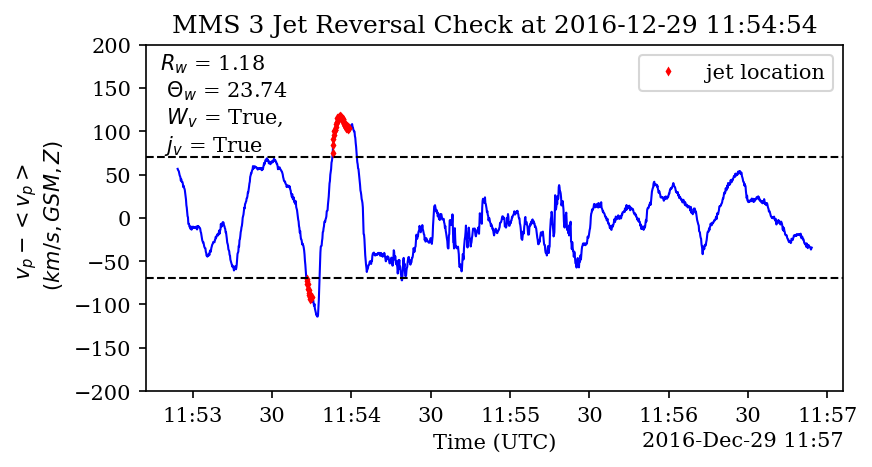 MMS 3 Jet Reversal Check at 2016-12-29 11:54:54
R_w = 1.18
Θ_w = 23.74
W_v = True,
j_v = True
jet location
200
150
100
50
0
−50
−100
−150
−200
v_p − < v_p >
(km/s, GSM, Z)
11:53 30 11:54 30 11:55 30 11:56 30 11:57
Time (UTC)
2016-Dec-29 11:57